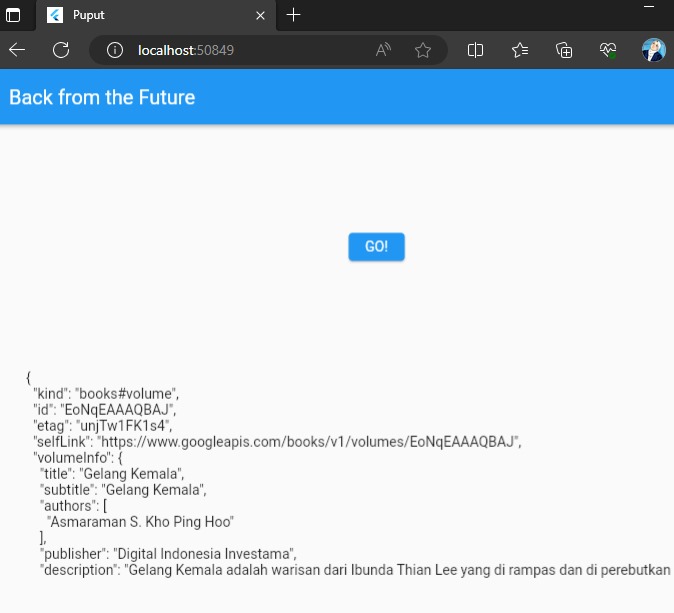 Puput
localhost:50849
Back from the Future
GO!
{
"kind": "books#volume",
"id": "EoNqEAAAQBAJ",
"etag": "unjTw1FK1s4",
"selfLink": "https://www.googleapis.com/books/v1/volumes/EoNqEAAAQBAJ",
"volumeInfo": {
"title": "Gelang Kemala",
"subtitle": "Gelang Kemala",
"authors": [
"Asmaraman S. Kho Ping Hoo"
],
"publisher": "Digital Indonesia Investama",
"description": "Gelang Kemala adalah warisan dari Ibunda Thian Lee yang di rampas dan di perebutkan